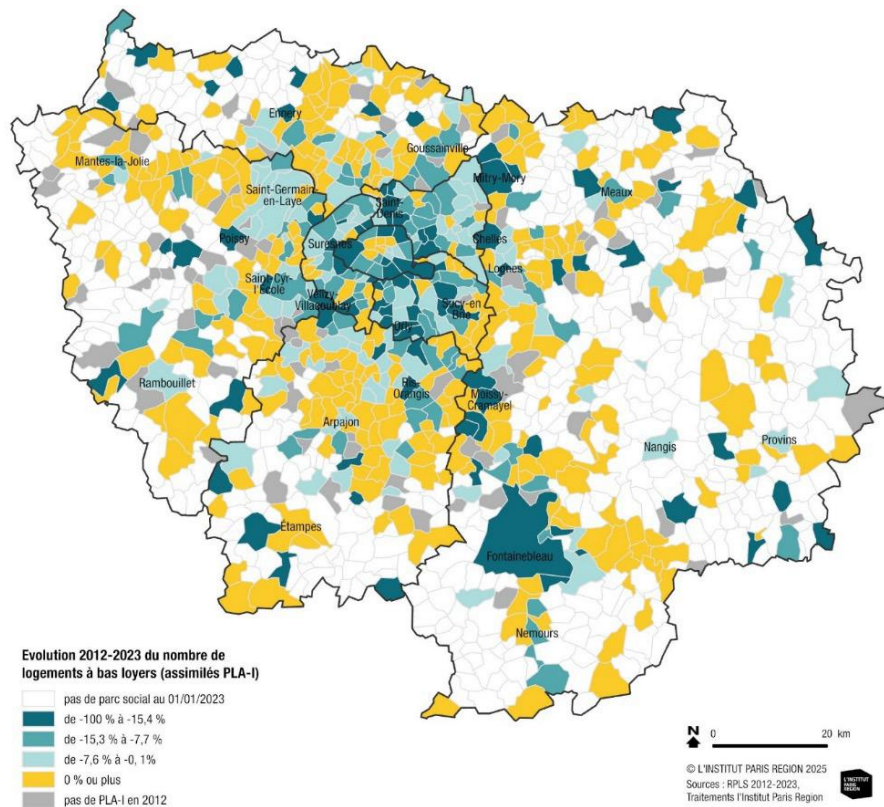 Ennery
Mantes-la-Jolie
Goussainville
Saint-Germain-
en-Laye
Mitry-Mory
Meaux
Saint-
Denis
Poissy
Suresnes
Chelles
Saint-Cyr-
l'École
Lognes
Vélizy-
Villacoublay
Sucy-en
Brie
Orly
Rambouillet
Ris-
Orangis
Moissy-
Cramayel
Arpajon
Nangis
Provins
Étampes
Fontainebleau
Nemours
Evolution 2012-2023 du nombre de
logements à bas loyers (assimilés PLA-I)
pas de parc social au 01/01/2023
de -100 % à -15,4 %
de -15,3 % à -7,7 %
de -7,6 % à -0, 1%
0 % ou plus
pas de PLA-I en 2012
N
0 20 km
© L'INSTITUT PARIS REGION 2025
Sources : RPLS 2012-2023,
Traitements l'Institut Paris Region
L'INSTITUT
PARIS
REGION